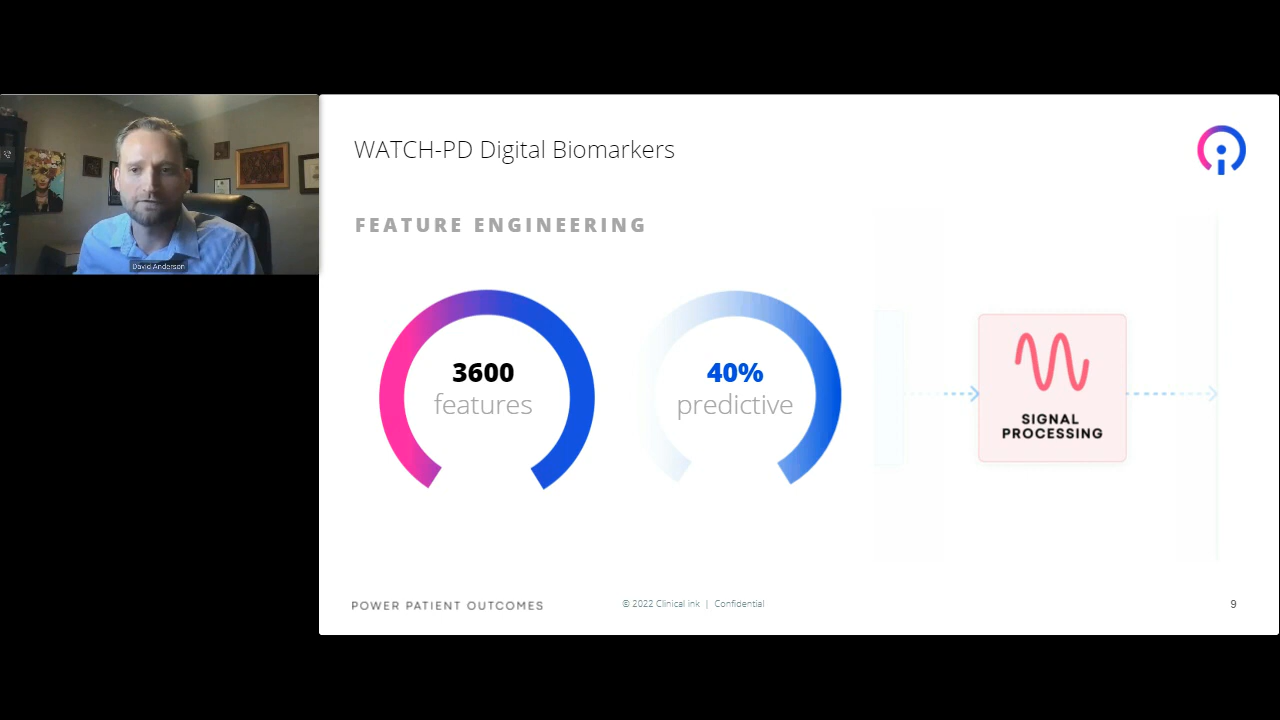 David Anderson
WATCH-PD Digital Biomarkers
FEATURE ENGINEERING
3600
features
40%
predictive
SIGNAL
PROCESSING
POWER PATIENT OUTCOMES
© 2022 Clinical ink | Confidential
9